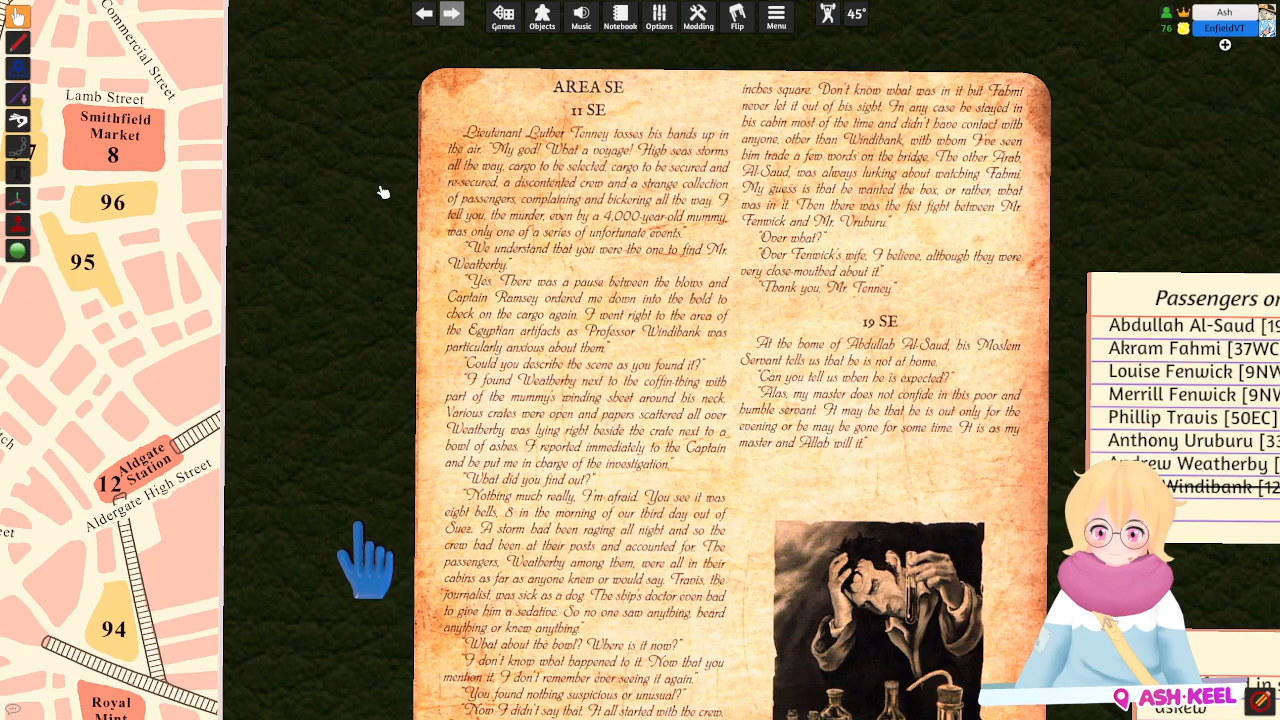 Commercial Street
Lamb Street
Smithfield
Market
8
96
95
7
Aldgate
Station
12
Aldergate High Street
94
Royal
Mint
Games
Objects
Music
Notebook
Options
Modding
Flip
Menu
45°
Ash
76
EnfieldVT
AREA SE
11 SE
Lieutenant Luther Tenney tosses his hands up in
the air. "My god! What a voyage! High seas storms
all the way, cargo to be selected, cargo to be secured and
re-secured, a discontented crew and a strange collection
of passengers, complaining and bickering all the way. I
tell you, the murder, even by a 4,000-year-old mummy,
was only one of a series of unfortunate events."
"We understand that you were the one to find Mr.
Weatherby."
"Yes. There was a pause between the blows and
Captain Ramsey ordered me down into the hold to
check on the cargo again. I went right to the area of
the Egyptian artifacts as Professor Windibank was
particularly anxious about them."
"Could you describe the scene as you found it?"
"I found Weatherby next to the coffin-thing with
part of the mummy's winding sheet around his neck.
Various crates were open and papers scattered all over.
Weatherby was lying right beside the crate next to a
bowl of ashes. I reported immediately to the Captain
and he put me in charge of the investigation."
"What did you find out?"
"Nothing much really, I'm afraid. You see it was
eight bells, 8 in the morning of our third day out of
Suez. A storm had been raging all night and so the
crew had been at their posts and accounted for. The
passengers, Weatherby among them, were all in their
cabins as far as anyone knew or would say. Travis, the
journalist, was sick as a dog. The ship's doctor even had
to give him a sedative. So no one saw anything, heard
anything or knew anything."
"What about the bowl? Where is it now?"
"I don't know what happened to it. Now that you
mention it, I don't remember ever seeing it again."
"You found nothing suspicious or unusual?"
"Now I didn't say that. It all started with the crew.
inches square. Don't know what was in it but Fahmi
never let it out of his sight. In any case he stayed in
his cabin most of the time and didn't have contact with
anyone, other than Windibank, with whom I've seen
him trade a few words on the bridge. The other Arab,
Al-Saud, was always lurking about watching Fahmi.
My guess is that he wanted the box, or rather, what
was in it. Then there was the fist fight between Mr.
Fenwick and Mr. Uruburu."
"Over what?"
"Over Fenwick's wife, I believe, although they were
very close-mouthed about it."
"Thank you, Mr. Tenney."
19 SE
At the home of Abdullah Al-Saud, his Moslem
Servant tells us that he is not at home.
"Can you tell us when he is expected?"
"Alas, my master does not confide in this poor and
humble servant. It may be that he is out only for the
evening or he may be gone for some time. It is as my
master and Allah will it."
Passengers on
Abdullah Al-Saud [19
Akram Fahmi [37WC
Louise Fenwick [9NW
Merrill Fenwick [9NW
Phillip Travis [50EC]
Anthony Uruburu [33
Andrew Weatherby [
Windibank [12
askew
ASH-KEEL